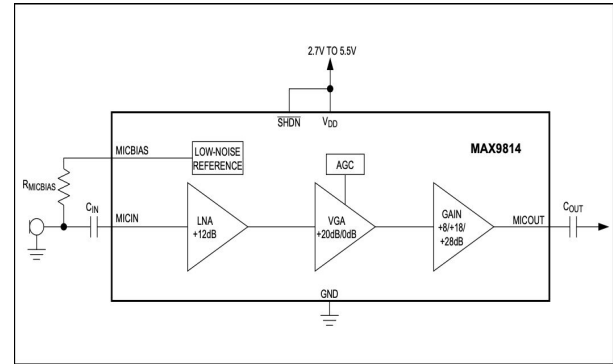 2.7V TO 5.5V
SHDN VDD
MICBIAS
LOW-NOISE
REFERENCE
MAX9814
AGC
RMICBIAS
CIN
MICIN
LNA
+12dB
VGA
+20dB/0dB
GAIN
+8/+18/
+28dB
MICOUT
COUT
GND